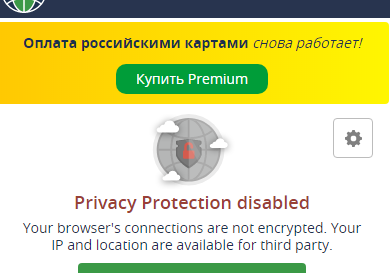 Оплата российскими картами снова работает!
Купить Premium
Privacy Protection disabled
Your browser's connections are not encrypted. Your
IP and location are available for third party.